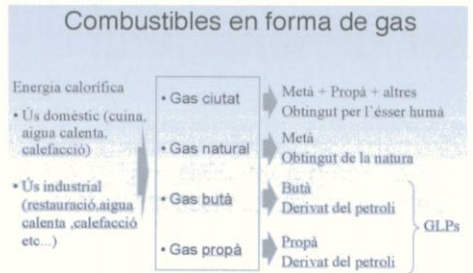 Combustibles en forma de gas
Energia calorífica
• Ús domèstic (cuina,
aigua calenta,
calefacció)
• Ús industrial
(restauració,aigua
calenta ,calefacció
etc...)
• Gas ciutat
• Gas natural
• Gas butà
• Gas propà
Metà + Propà + altres
Obtingut per l'ésser humà
Metà
Obtingut de la natura
Butà
Derivat del petroli
Propà
Derivat del petroli
GLPs